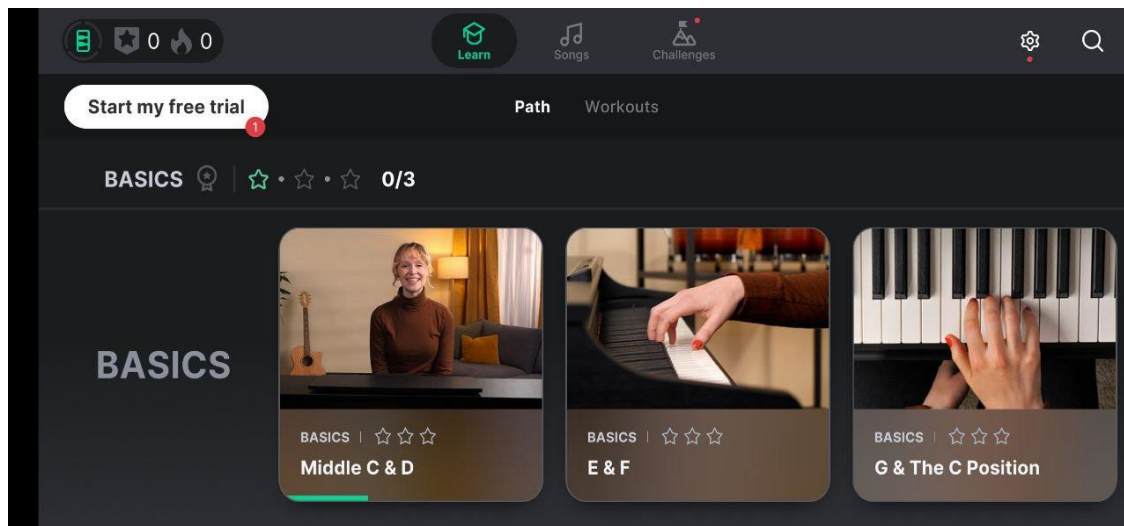 0 0
Learn
Songs
Challenges
Start my free trial
1
Path
Workouts
BASICS
0/3
BASICS
BASICS
Middle C & D
BASICS
E & F
BASICS
G & The C Position